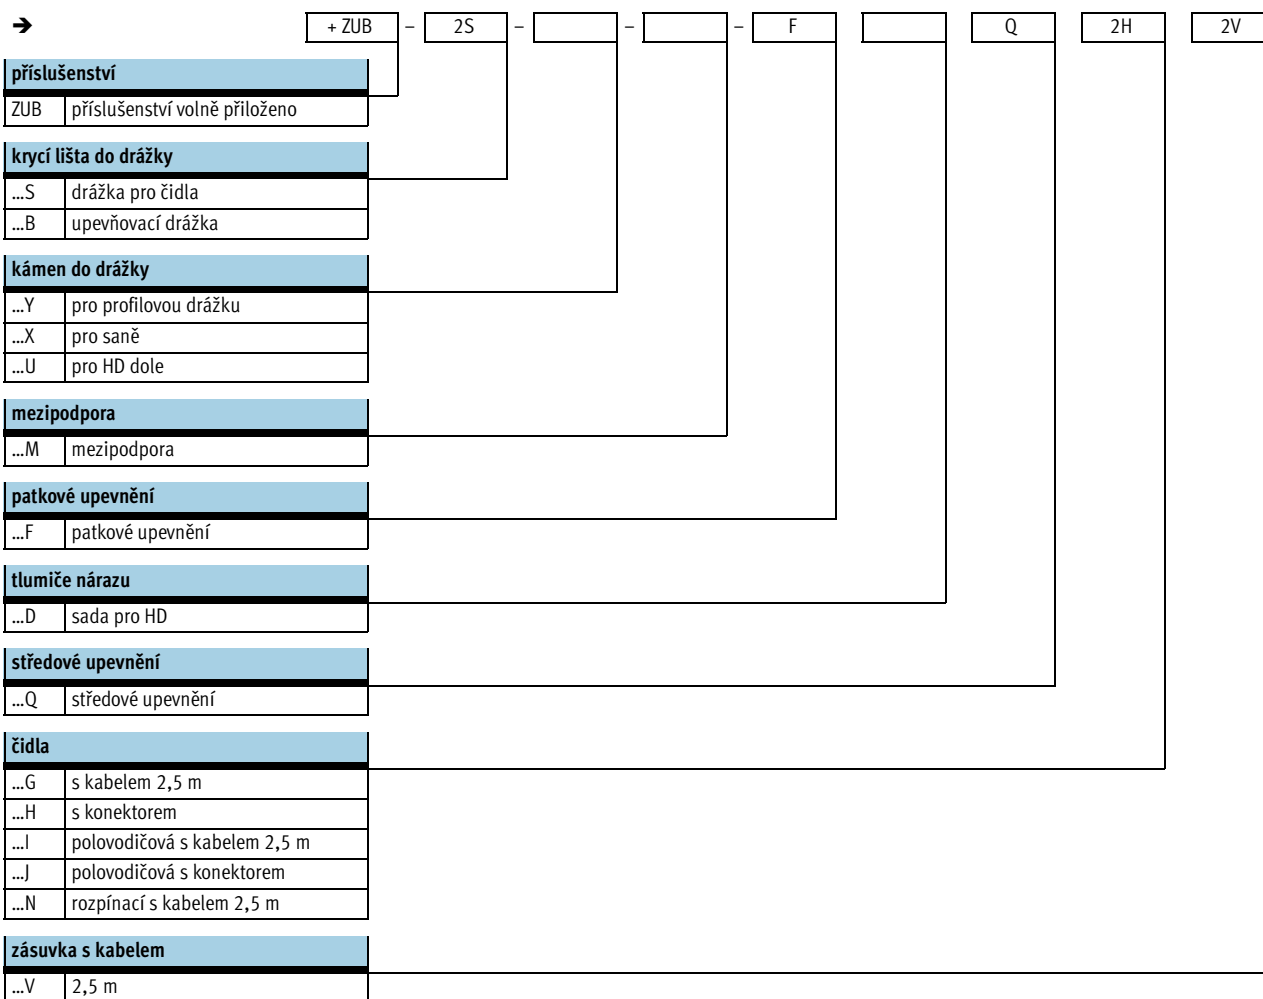 ➔ + ZUB – 2S – – – F Q 2H 2V
příslušenství
ZUB příslušenství volně přiloženo
krycí lišta do drážky
...S drážka pro čidla
...B upevňovací drážka
kámen do drážky
...Y pro profilovou drážku
...X pro saně
...U pro HD dole
mezipodpora
...M mezipodpora
patkové upevnění
...F patkové upevnění
tlumiče nárazu
...D sada pro HD
středové upevnění
...Q středové upevnění
čidla
...G s kabelem 2,5 m
...H s konektorem
...I polovodičová s kabelem 2,5 m
...J polovodičová s konektorem
...N rozpínací s kabelem 2,5 m
zásuvka s kabelem
...V 2,5 m